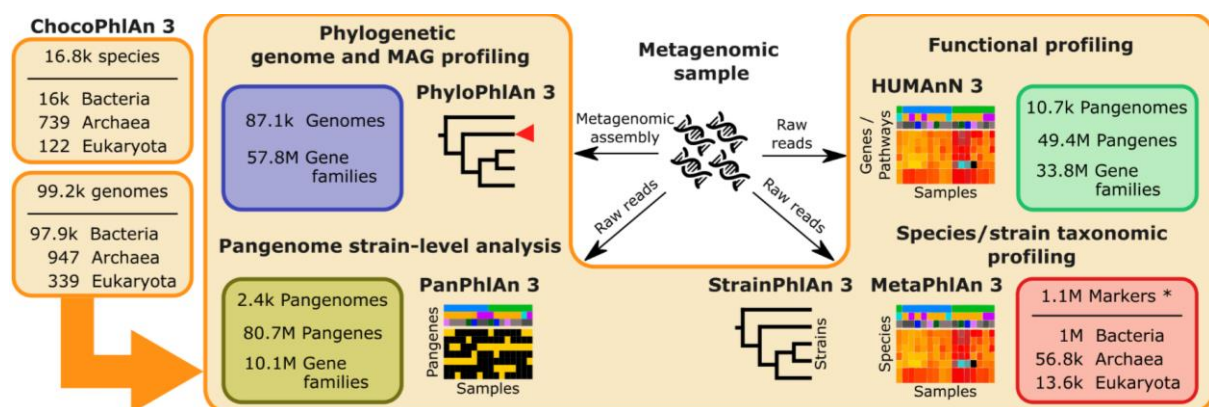 ChocoPhlAn 3
16.8k species
16k Bacteria
739 Archaea
122 Eukaryota
99.2k genomes
97.9k Bacteria
947 Archaea
339 Eukaryota
Phylogenetic
genome and MAG profiling
PhyloPhlAn 3
87.1k Genomes
57.8M Gene
families
Pangenome strain-level analysis
PanPhlAn 3
2.4k Pangenomes
80.7M Pangenes
10.1M Gene
families
Pangenes
Samples
Metagenomic
sample
Metagenomic
assembly
Raw
reads
Raw reads
Raw reads
Functional profiling
HUMAnN 3
Genes /
Pathways
Samples
10.7k Pangenomes
49.4M Pangenes
33.8M Gene
families
Species/strain taxonomic
profiling
StrainPhlAn 3
Strains
MetaPhlAn 3
Species
Samples
1.1M Markers *
1M Bacteria
56.8k Archaea
13.6k Eukaryota